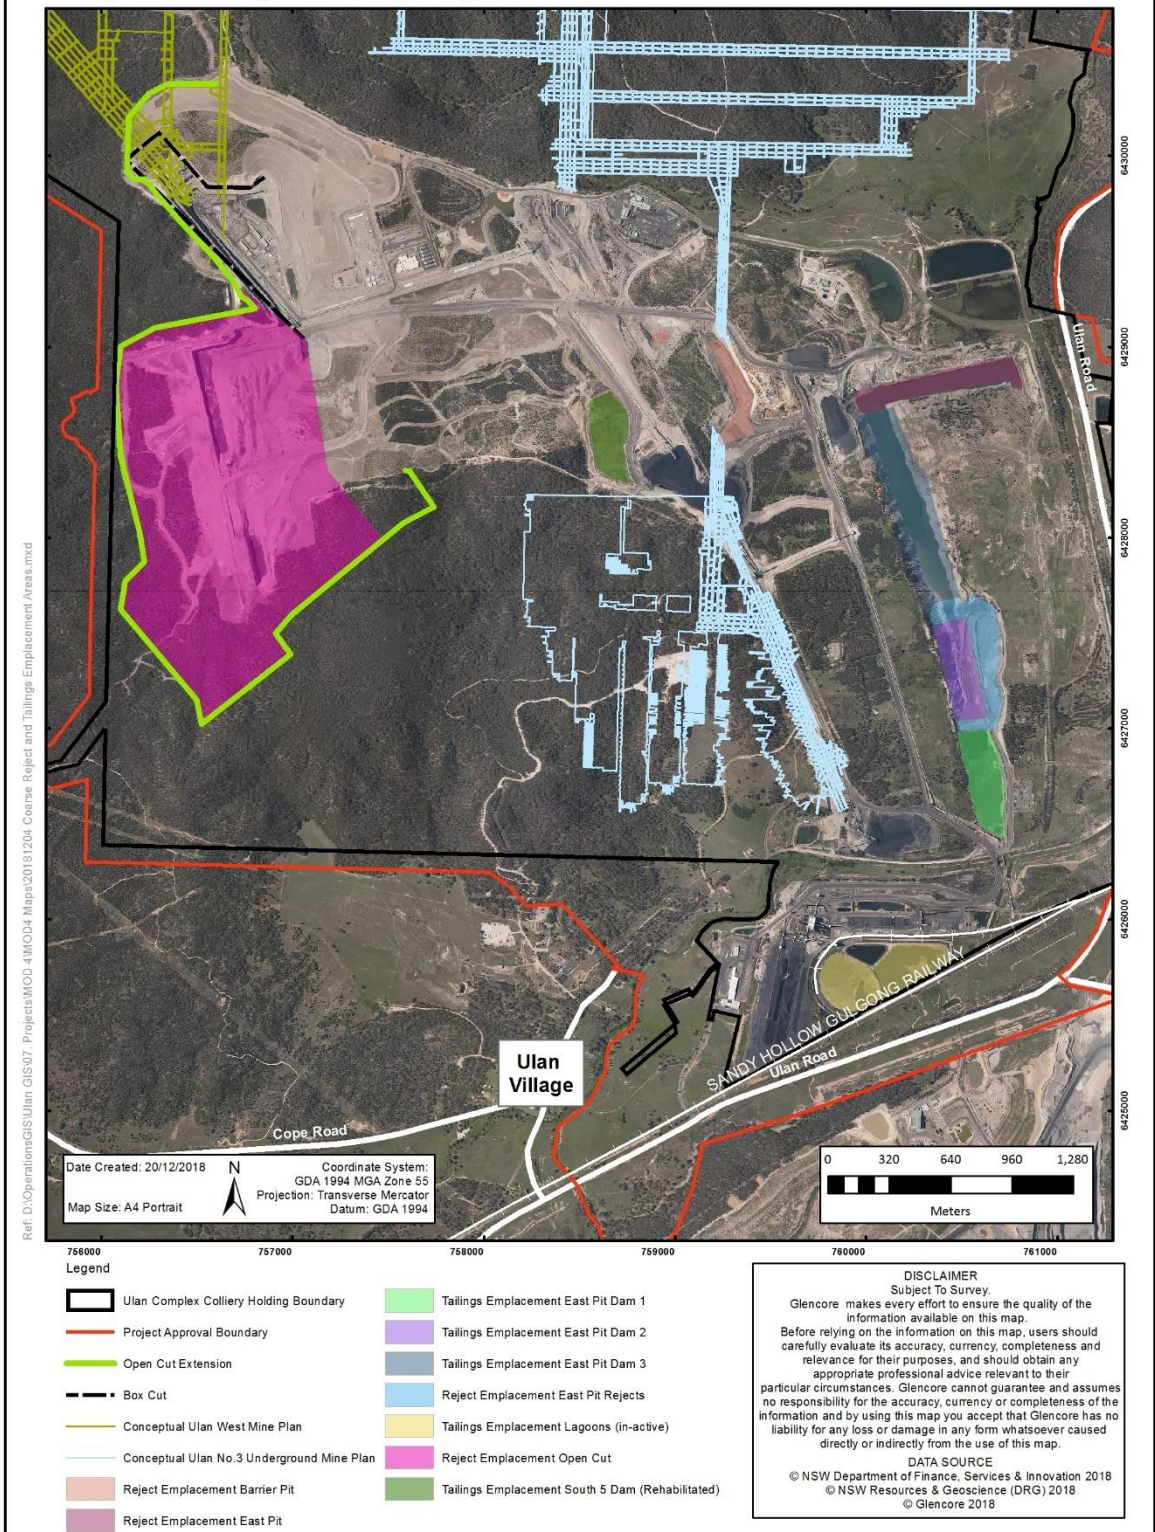 6430000
6429000
6428000
6427000
6426000
6425000
Ulan Road
SANDY HOLLOW GULGONG RAILWAY
Ulan Road
Ulan
Village
Cope Road
Ref: D:\OperationsGIS\Ulan GIS\07. Projects\MOD 4\MOD4 Maps\20181204 Coarse Reject and Tailings Emplacement Areas.mxd
Date Created: 20/12/2018
Map Size: A4 Portrait
N
Coordinate System:
GDA 1994 MGA Zone 55
Projection: Transverse Mercator
Datum: GDA 1994
0 320 640 960 1,280
Meters
756000 757000 758000 759000 760000 761000
Legend
Ulan Complex Colliery Holding Boundary
Project Approval Boundary
Open Cut Extension
Box Cut
Conceptual Ulan West Mine Plan
Conceptual Ulan No.3 Underground Mine Plan
Reject Emplacement Barrier Pit
Reject Emplacement East Pit
Tailings Emplacement East Pit Dam 1
Tailings Emplacement East Pit Dam 2
Tailings Emplacement East Pit Dam 3
Reject Emplacement East Pit Rejects
Tailings Emplacement Lagoons (in-active)
Reject Emplacement Open Cut
Tailings Emplacement South 5 Dam (Rehabilitated)
DISCLAIMER
Subject To Survey.
Glencore makes every effort to ensure the quality of the
information available on this map.
Before relying on the information on this map, users should
carefully evaluate its accuracy, currency, completeness and
relevance for their purposes, and should obtain any
appropriate professional advice relevant to their
particular circumstances. Glencore cannot guarantee and assumes
no responsibility for the accuracy, currency or completeness of the
information and by using this map you accept that Glencore has no
liability for any loss or damage in any form whatsoever caused
directly or indirectly from the use of this map.
DATA SOURCE
© NSW Department of Finance, Services & Innovation 2018
© NSW Resources & Geoscience (DRG) 2018
© Glencore 2018